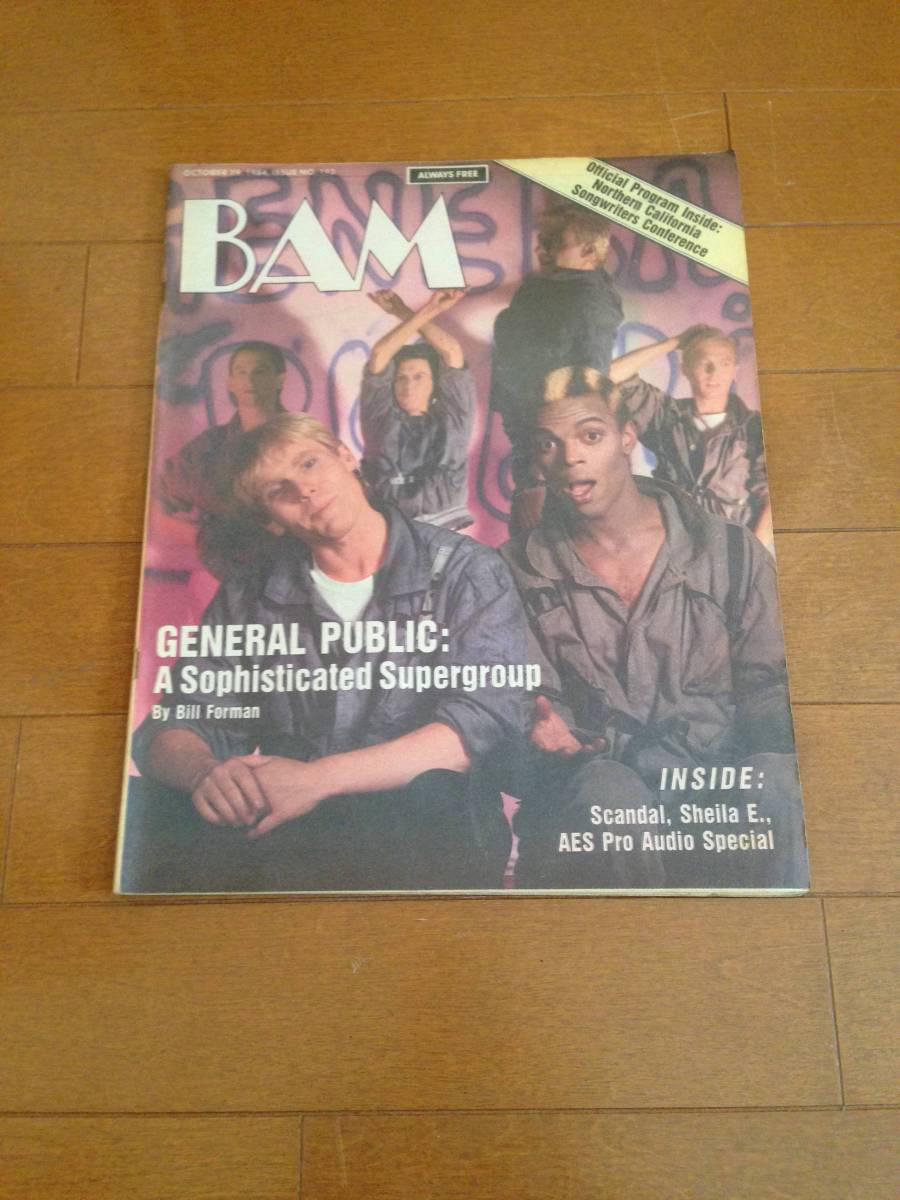 OCTOBER 19, 1984, ISSUE NO.
ALWAYS FREE
BAM
Official Program Inside:
Northern California
Songwriters Conference
GENERAL PUBLIC:
A Sophisticated Supergroup
By Bill Forman
INSIDE:
Scandal, Sheila E.,
AES Pro Audio Special